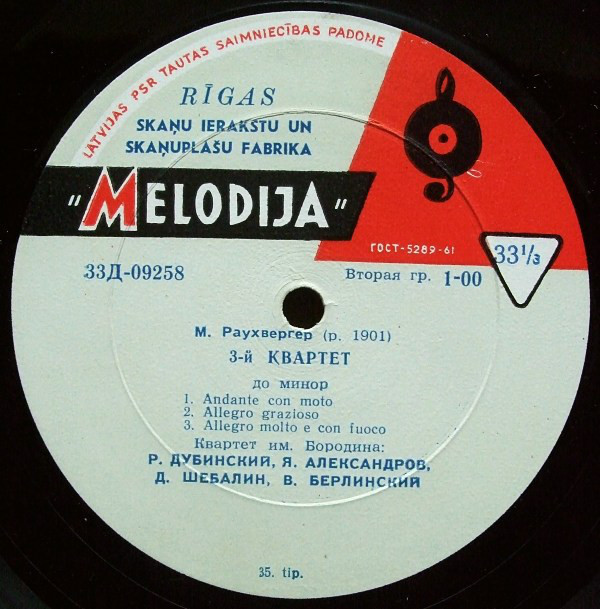 LATVIJAS PSR TAUTAS SAIMNIECĪBAS PADOME
RĪGAS
SKAŅU IERAKSTU UN
SKAŅUPLAŠU FABRIKA
"MELODIJA"
ГОСТ-5289-61
33⅓
33Д-09258
Вторая гр. 1-00
М. Раухвергер (р. 1901)
3-й КВАРТЕТ
до минор
1. Andante con moto
2. Allegro grazioso
3. Allegro molto e con fuoco
Квартет им. Бородина:
Р. ДУБИНСКИЙ, Я. АЛЕКСАНДРОВ,
Д. ШЕБАЛИН, В. БЕРЛИНСКИЙ
35. tip.